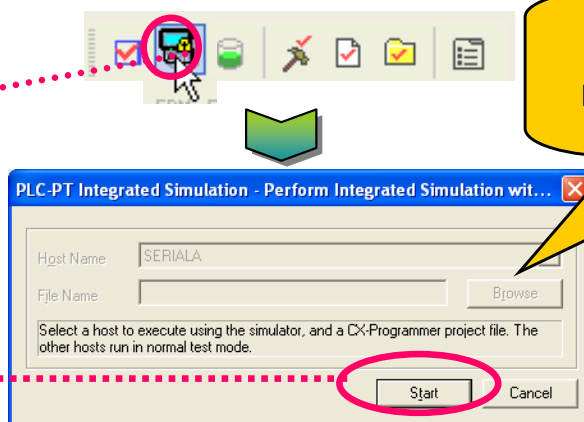 PLC-PT Integrated Simulation - Perform Integrated Simulation wit...
Host Name
SERIALA
File Name
Browse
Select a host to execute using the simulator, and a CX-Programmer project file. The
other hosts run in normal test mode.
Start
Cancel